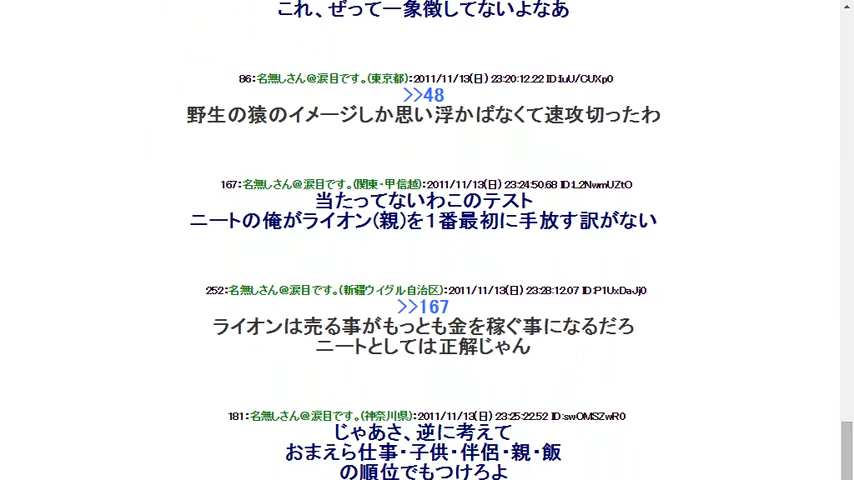 これ、ぜって一象徴してないよなあ
86：名無しさん＠涙目です。(東京都)：2011/11/13(日) 23:20:12.22 ID:IuU/CUXp0
>>48
野生の猿のイメージしか思い浮かばなくて速攻切ったわ
167：名無しさん＠涙目です。(関東・甲信越)：2011/11/13(日) 23:24:50.68 ID:L2NwmUZtO
当たってないわこのテスト
ニートの俺がライオン(親)を１番最初に手放す訳がない
252：名無しさん＠涙目です。(新疆ウイグル自治区)：2011/11/13(日) 23:28:12.07 ID:P1UxDaJj0
>>167
ライオンは売る事がもっとも金を稼ぐ事になるだろ
ニートとしては正解じゃん
181：名無しさん＠涙目です。(神奈川県)：2011/11/13(日) 23:25:22.52 ID:swOMSZwR0
じゃあさ、逆に考えて
おまえら仕事・子供・伴侶・親・飯
の順位でもつけろよ